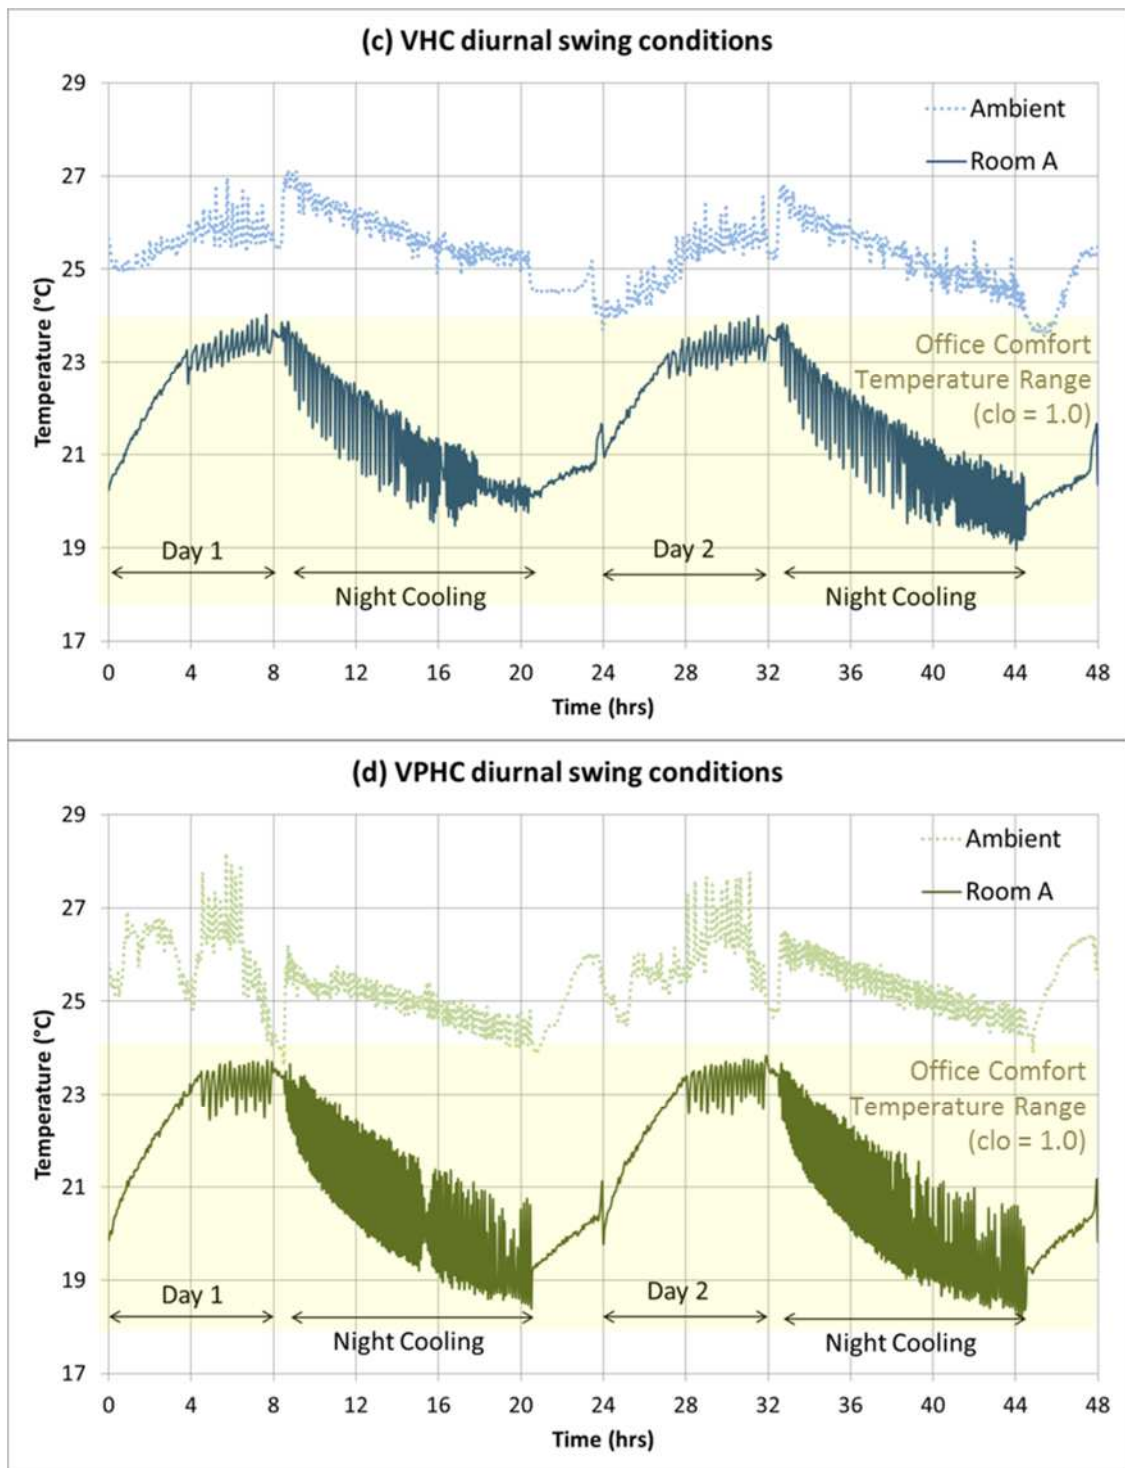 (c) VHC diurnal swing conditions
29
Ambient
27
Room A
25
Temperature (°C)
23
Office Comfort
Temperature Range
(clo = 1.0)
21
19
Day 1
Day 2
Night Cooling
Night Cooling
17
0 4 8 12 16 20 24 28 32 36 40 44 48
Time (hrs)
(d) VPHC diurnal swing conditions
29
Ambient
27
Room A
25
Temperature (°C)
23
Office Comfort
Temperature Range
(clo = 1.0)
21
19
Day 1
Day 2
Night Cooling
Night Cooling
17
0 4 8 12 16 20 24 28 32 36 40 44 48
Time (hrs)